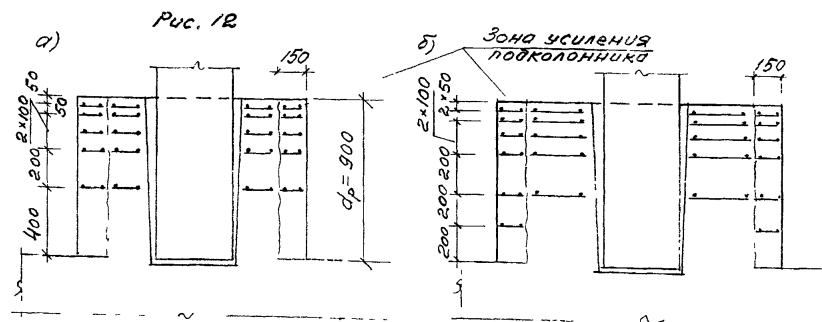 Рис. 12
а)
150
50
50
2×100
200
400
dр=900
б)
Зона усиления
подколонника
150
2×50
2×100
200
200
200